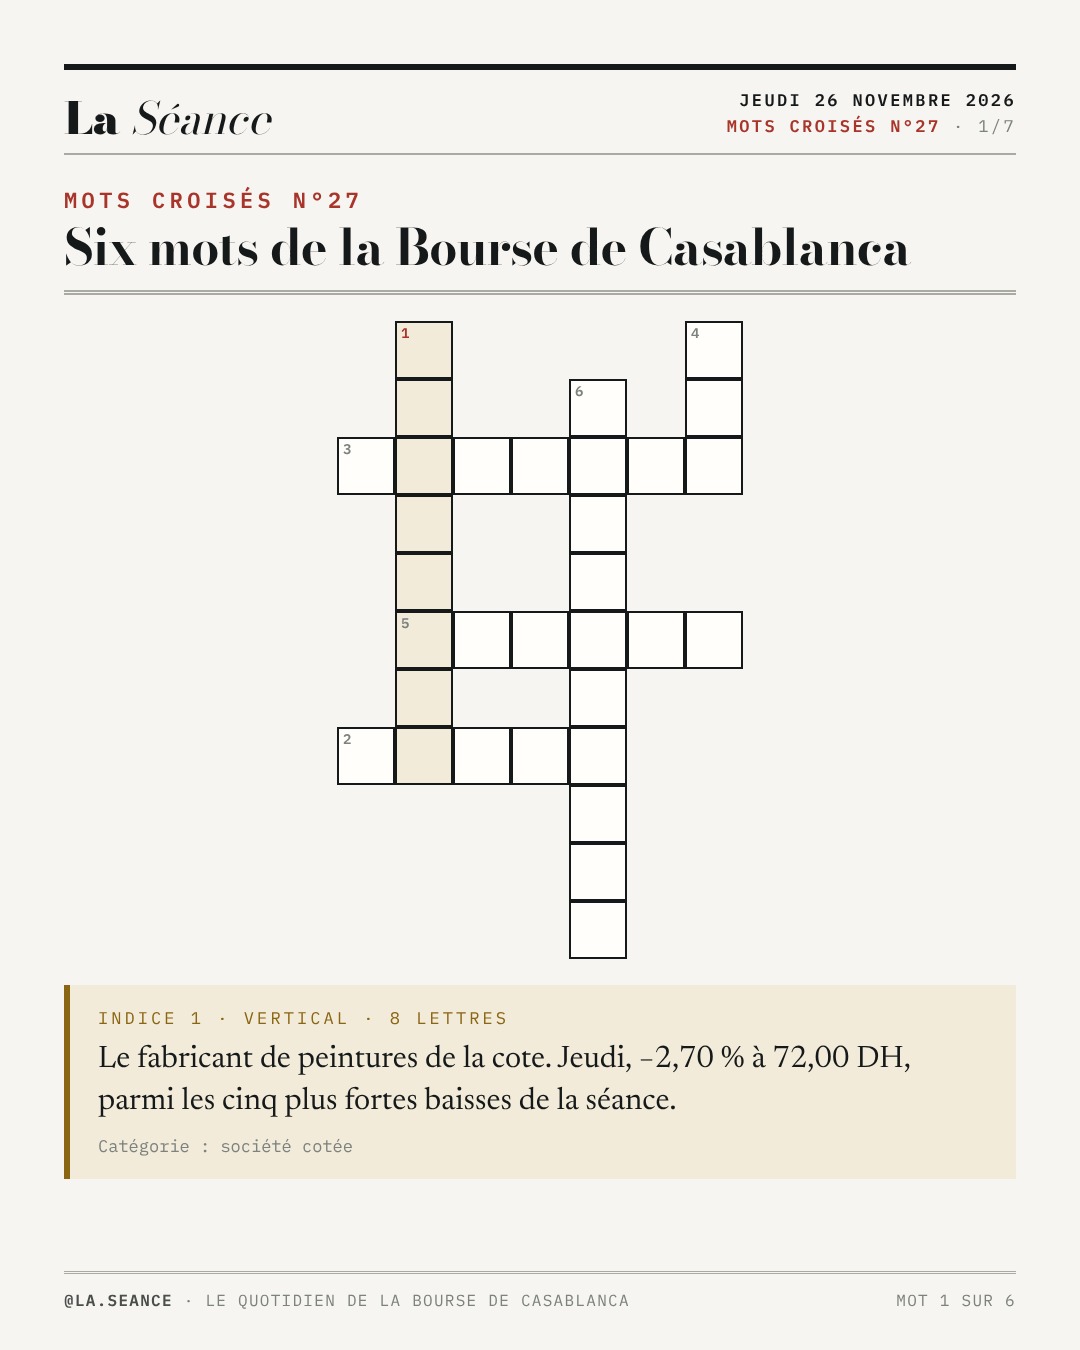 La Séance
JEUDI 26 NOVEMBRE 2026
MOTS CROISÉS N°27 · 1/7
MOTS CROISÉS N°27
Six mots de la Bourse de Casablanca
1
4
6
3
5
2
INDICE 1 · VERTICAL · 8 LETTRES
Le fabricant de peintures de la cote. Jeudi, −2,70 % à 72,00 DH,
parmi les cinq plus fortes baisses de la séance.
Catégorie : société cotée
@LA.SEANCE · LE QUOTIDIEN DE LA BOURSE DE CASABLANCA
MOT 1 SUR 6